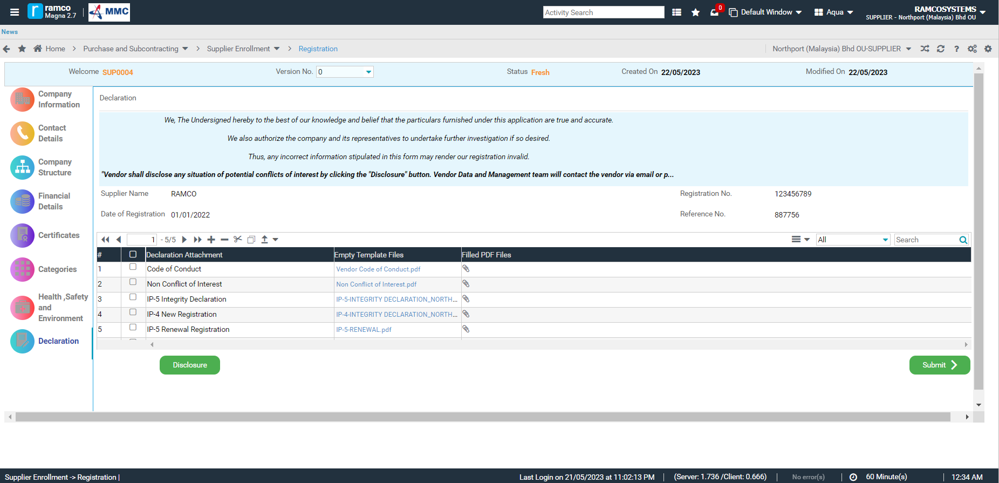 ramco
Magna 2.7
MMC
Activity Search
0
Default Window
Aqua
RAMCOSYSTEMS
SUPPLIER - Northport (Malaysia) Bhd OU
News
Home > Purchase and Subcontracting > Supplier Enrollment > Registration
Northport (Malaysia) Bhd OU-SUPPLIER
?
Welcome SUP0004
Version No. 0
Status Fresh
Created On 22/05/2023
Modified On 22/05/2023
Company
Information
Contact
Details
Company
Structure
Financial
Details
Certificates
Categories
Health ,Safety
and
Environment
Declaration
Declaration
We, The Undersigned hereby to the best of our knowledge and belief that the particulars furnished under this application are true and accurate.
We also authorize the company and its representatives to undertake further investigation if so desired.
Thus, any incorrect information stipulated in this form may render our registration invalid.
"Vendor shall disclose any situation of potential conflicts of interest by clicking the "Disclosure" button. Vendor Data and Management team will contact the vendor via email or p...
Supplier Name RAMCO
Registration No. 123456789
Date of Registration 01/01/2022
Reference No. 887756
1 - 5/5
All
Search
# Declaration Attachment Empty Template Files Filled PDF Files
1 Code of Conduct Vendor Code of Conduct.pdf
2 Non Conflict of Interest Non Conflict of Interest.pdf
3 IP-5 Integrity Declaration IP-5-INTEGRITY DECLARATION_NORTH...
4 IP-4 New Registration IP-4-INTEGRITY DECLARATION_NORTH...
5 IP-5 Renewal Registration IP-5-RENEWAL.pdf
Disclosure
Submit
Supplier Enrollment -> Registration |
Last Login on 21/05/2023 at 11:02:13 PM
(Server: 1.736 /Client: 0.666)
No error(s)
60 Minute(s)
12:34 AM